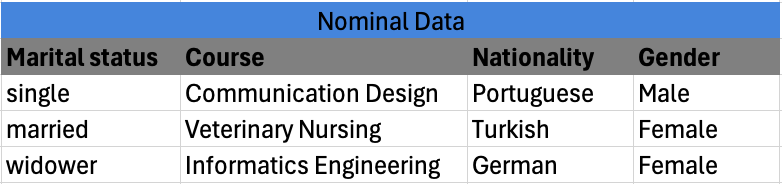 Nominal Data
Marital status Course Nationality Gender
single Communication Design Portuguese Male
married Veterinary Nursing Turkish Female
widower Informatics Engineering German Female